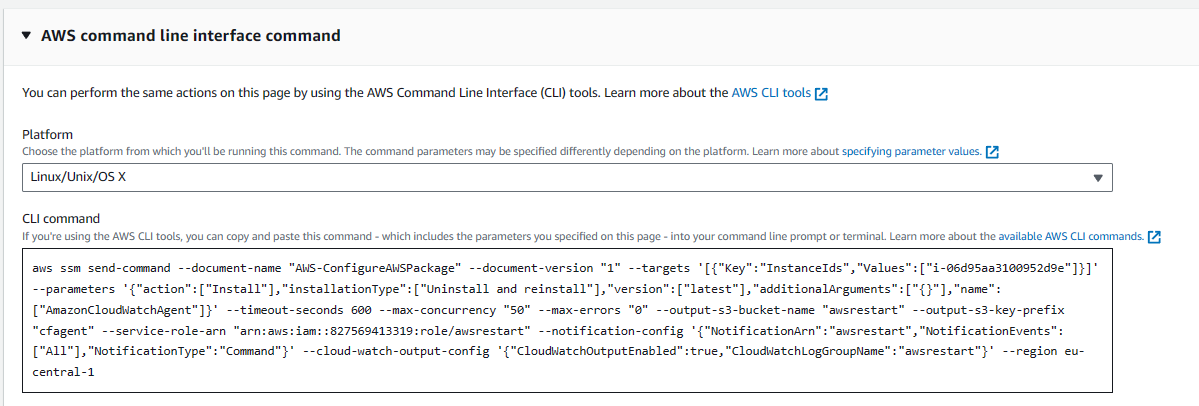 AWS command line interface command
You can perform the same actions on this page by using the AWS Command Line Interface (CLI) tools. Learn more about the AWS CLI tools
Platform
Choose the platform from which you'll be running this command. The command parameters may be specified differently depending on the platform. Learn more about specifying parameter values.
Linux/Unix/OS X
CLI command
If you're using the AWS CLI tools, you can copy and paste this command - which includes the parameters you specified on this page - into your command line prompt or terminal. Learn more about the available AWS CLI commands.
aws ssm send-command --document-name "AWS-ConfigureAWSPackage" --document-version "1" --targets '[{"Key":"InstanceIds","Values":["i-06d95aa3100952d9e"]}]'
--parameters '{"action":["Install"],"installationType":["Uninstall and reinstall"],"version":["latest"],"additionalArguments":["{}"],"name":
["AmazonCloudWatchAgent"]}' --timeout-seconds 600 --max-concurrency "50" --max-errors "0" --output-s3-bucket-name "awsrestart" --output-s3-key-prefix
"cfagent" --service-role-arn "arn:aws:iam::827569413319:role/awsrestart" --notification-config '{"NotificationArn":"awsrestart","NotificationEvents":
["All"],"NotificationType":"Command"}' --cloud-watch-output-config '{"CloudWatchOutputEnabled":true,"CloudWatchLogGroupName":"awsrestart"}' --region eu-
central-1